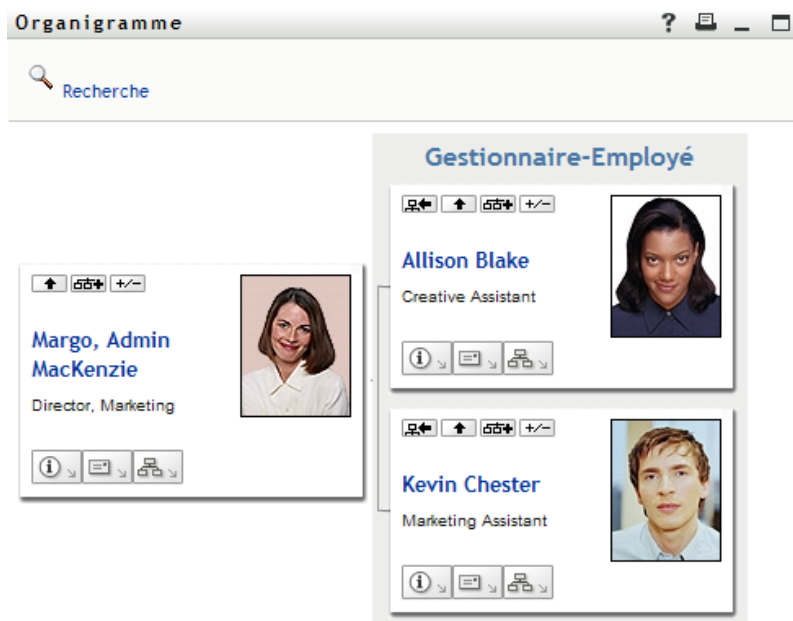 Organigramme
Recherche
Gestionnaire-Employé
Margo, Admin
MacKenzie
Director, Marketing
Allison Blake
Creative Assistant
Kevin Chester
Marketing Assistant